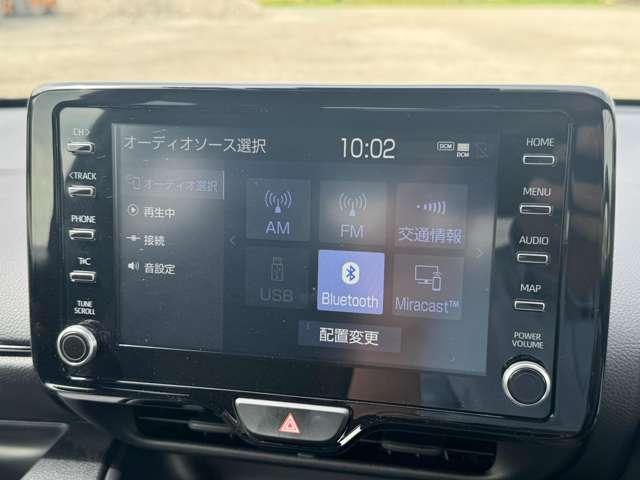 CH>
<TRACK
PHONE
TUNE
SCROLL
オーディオソース選択
10:02
DCM
DCM
オーディオ選択
再生中
接続
音設定
AM
FM
交通情報
USB
Bluetooth
Miracast™
配置変更
HOME
MENU
AUDIO
MAP
POWER
VOLUME